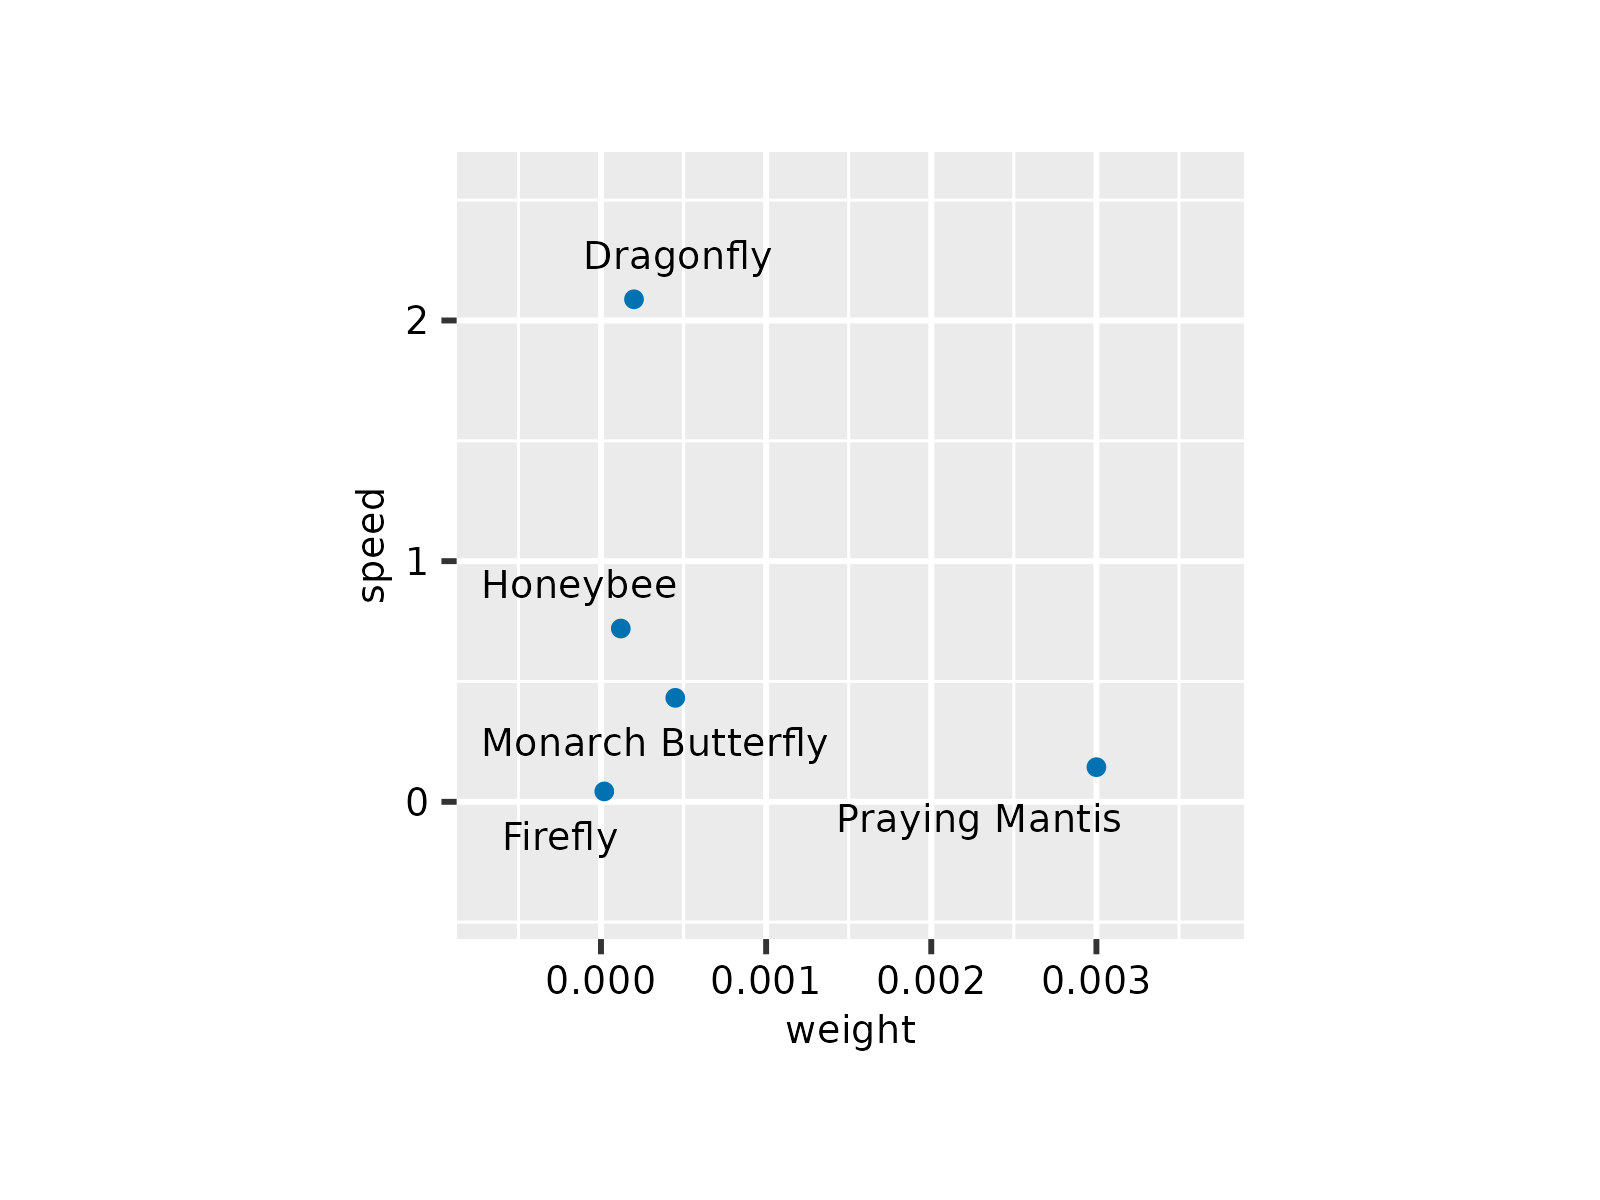 Dragonfly
2
speed
1
Honeybee
Monarch Butterfly
0
Praying Mantis
Firefly
0.000 0.001 0.002 0.003
weight